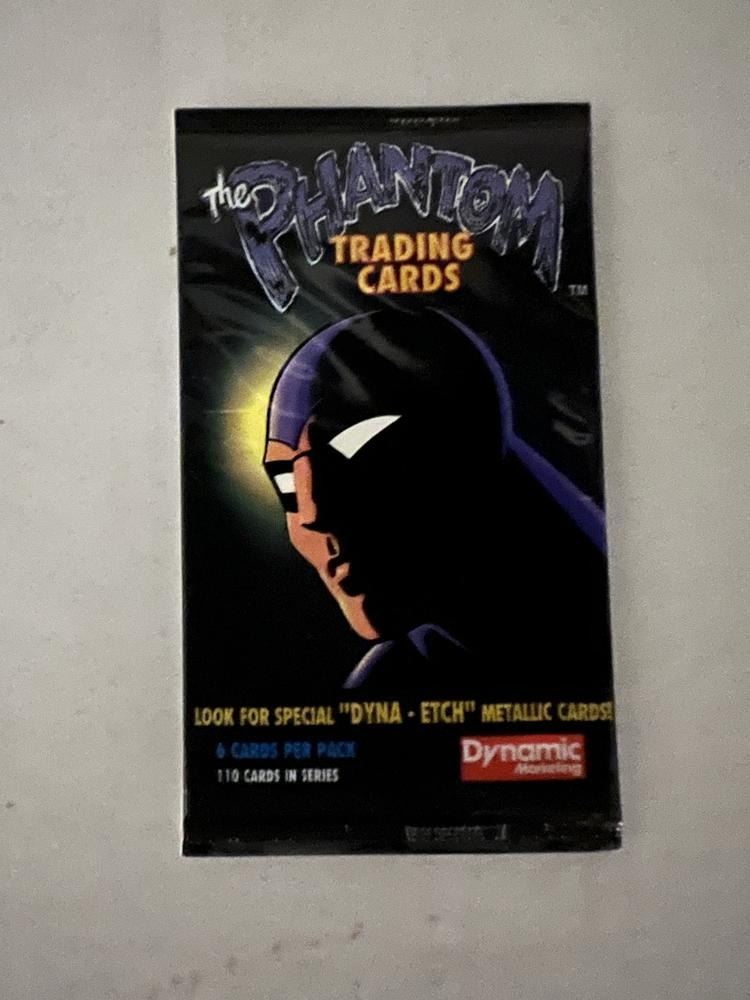 The PHANTOM
TRADING
CARDS
TM
LOOK FOR SPECIAL "DYNA - ETCH" METALLIC CARDS!
6 CARDS PER PACK
110 CARDS IN SERIES
Dynamic
Marketing